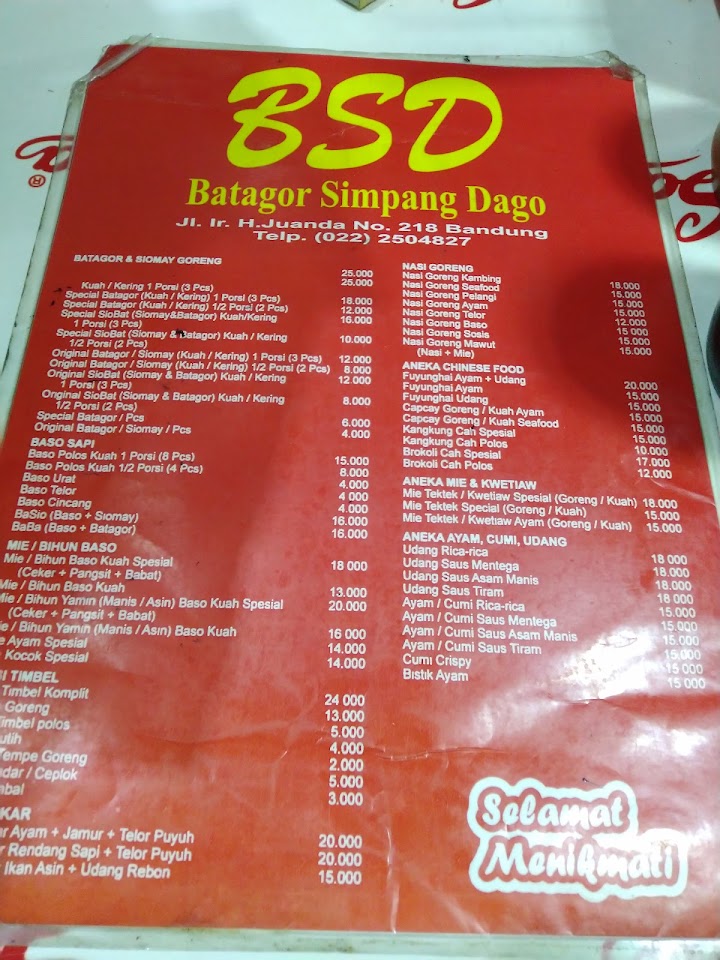 BSD
Batagor Simpang Dago
Jl. Ir. H.Juanda No. 218 Bandung
Telp. (022) 2504827
BATAGOR & SIOMAY GORENG
25.000
Kuah / Kering 1 Porsi (3 Pcs) 25.000
Special Batagor (Kuah / Kering) 1 Porsi (3 Pcs)
Special Batagor (Kuah / Kering) 1/2 Porsi (2 Pcs) 18.000
Special SioBat (Siomay&Batagor) Kuah/Kering 12.000
1 Porsi (3 Pcs) 16.000
Special SioBat (Siomay & Batagor) Kuah / Kering
1/2 Porsi (2 Pcs) 10.000
Original Batagor / Siomay (Kuah / Kering) 1 Porsi (3 Pcs) 12.000
Original Batagor / Siomay (Kuah / Kering) 1/2 Porsi (2 Pcs) 8.000
Original SioBat (Siomay & Batagor) Kuah / Kering 12 000
1 Porsi (3 Pcs)
Original SioBat (Siomay & Batagor) Kuah / Kering 8.000
1/2 Porsi (2 Pcs)
Special Batagor / Pcs 6.000
Original Batagor / Siomay / Pcs 4.000
BASO SAPI
Baso Polos Kuah 1 Porsi (8 Pcs) 15.000
Baso Polos Kuah 1/2 Porsi (4 Pcs) 8.000
Baso Urat 4.000
Baso Telor 4 000
Baso Cincang 4.000
BaSio (Baso + Siomay) 16.000
BaBa (Baso + Batagor) 16.000
MIE / BIHUN BASO
Mie / Bihun Baso Kuah Spesial 18 000
(Ceker + Pangsit + Babat)
Mie / Bihun Baso Kuah 13.000
Mie / Bihun Yamin (Manis / Asin) Baso Kuah Spesial 20.000
(Ceker + Pangsit + Babat)
e / Bihun Yamin (Manis / Asin) Baso Kuah 16 000
e Ayam Spesial 14.000
Kocok Spesial 14.000
I TIMBEL
Timbel Komplit 24 000
Goreng 13.000
Timbel polos 5.000
utih 4.000
Tempe Goreng 2.000
dar / Ceplok 5.000
mbal 3.000
KAR
ar Ayam + Jamur + Telor Puyuh 20.000
r Rendang Sapi + Telor Puyuh 20.000
Ikan Asin + Udang Rebon 15.000
NASI GORENG
Nasi Goreng Kambing 18.000
Nasi Goreng Seafood 15.000
Nasi Goreng Pelangi 15.000
Nasi Goreng Ayam 15.000
Nasi Goreng Telor 12.000
Nasi Goreng Baso 15.000
Nasi Goreng Sosis 15.000
Nasi Goreng Mawut 15.000
(Nasi + Mie)
ANEKA CHINESE FOOD
Fuyunghai Ayam + Udang 20.000
Fuyunghai Ayam 15.000
Fuyunghai Udang 15.000
Capcay Goreng / Kuah Ayam 15.000
Capcay Goreng / Kuah Seafood 15.000
Kangkung Cah Spesial 15.000
Kangkung Cah Polos 10.000
Brokoli Cah Spesial 17.000
Brokoli Cah Polos 12.000
ANEKA MIE & KWETIAW
Mie Tektek / Kwetiaw Spesial (Goreng / Kuah) 18.000
Mie Tektek Special (Goreng / Kuah) 15.000
Mie Tektek / Kwetiaw Ayam (Goreng / Kuah) 15.000
ANEKA AYAM, CUMI, UDANG
Udang Rica-rica 18 000
Udang Saus Mentega 18.000
Udang Saus Asam Manis 18.000
Udang Saus Tiram 18 000
Ayam / Cumi Rica-rica 15.000
Ayam / Cumi Saus Mentega 15.000
Ayam / Cumi Saus Asam Manis 15.000
Ayam / Cumi Saus Tiram 15.000
Cumi Crispy 15.000
Bistik Ayam 15 000
Selamat
Menikmati